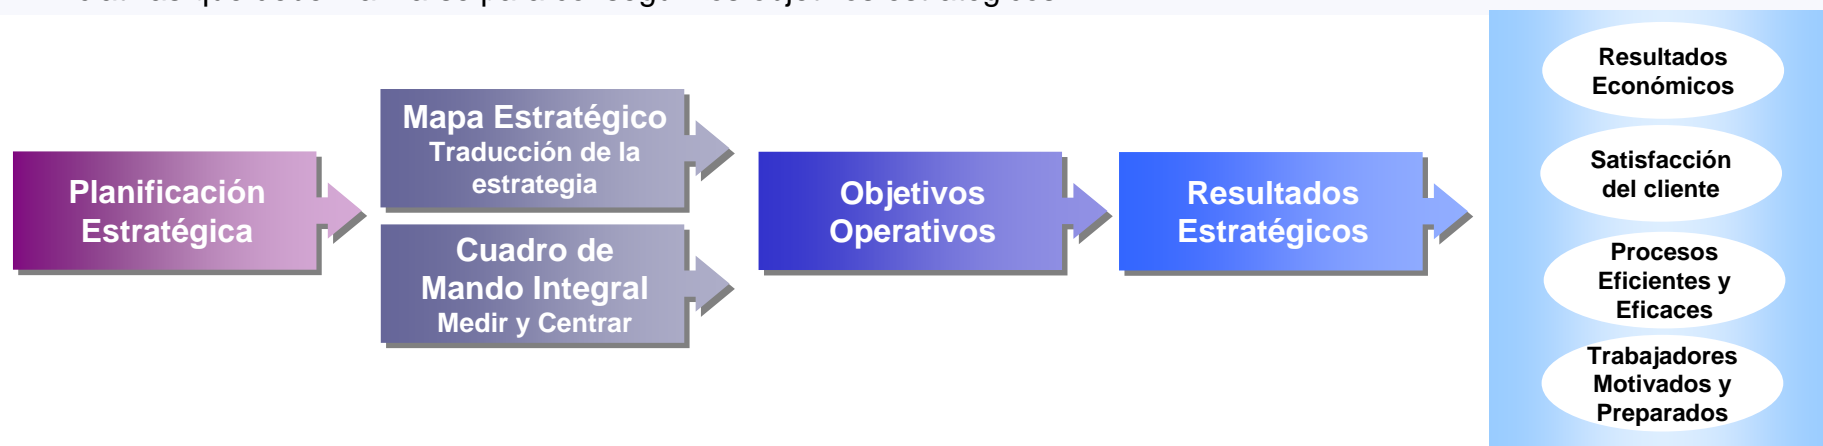 Planificación
Estratégica
Mapa Estratégico
Traducción de la
estrategia
Cuadro de
Mando Integral
Medir y Centrar
Objetivos
Operativos
Resultados
Estratégicos
Resultados
Económicos
Satisfacción
del cliente
Procesos
Eficientes y
Eficaces
Trabajadores
Motivados y
Preparados